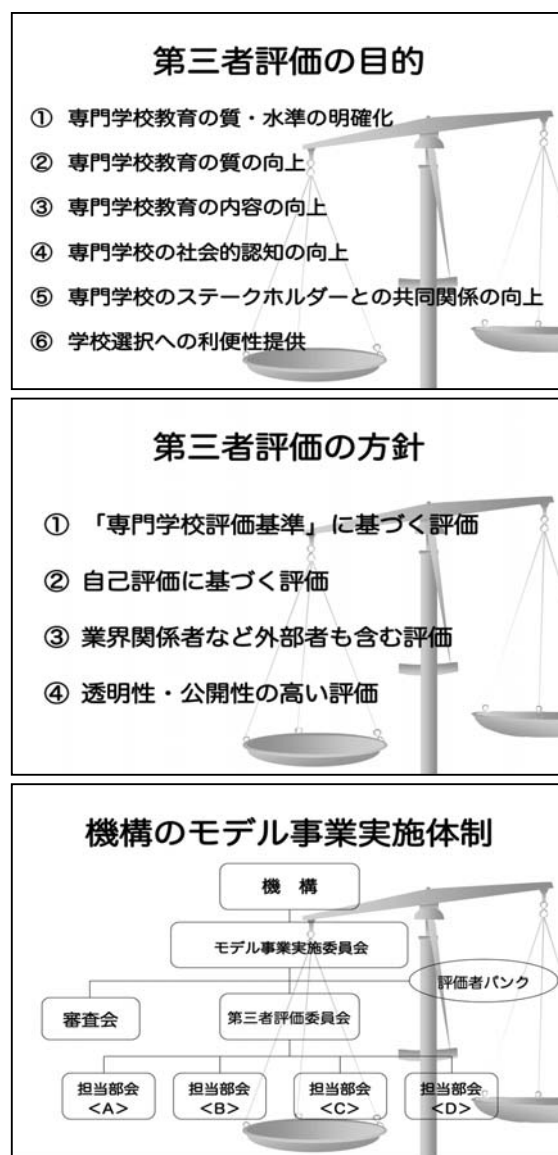 第三者評価の目的
① 専門学校教育の質・水準の明確化
② 専門学校教育の質の向上
③ 専門学校教育の内容の向上
④ 専門学校の社会的認知の向上
⑤ 専門学校のステークホルダーとの共同関係の向上
⑥ 学校選択への利便性提供
第三者評価の方針
① 「専門学校評価基準」に基づく評価
② 自己評価に基づく評価
③ 業界関係者など外部者も含む評価
④ 透明性・公開性の高い評価
機構のモデル事業実施体制
機 構
モデル事業実施委員会
評価者バンク
審査会
第三者評価委員会
担当部会
<A>
担当部会
<B>
担当部会
<C>
担当部会
<D>